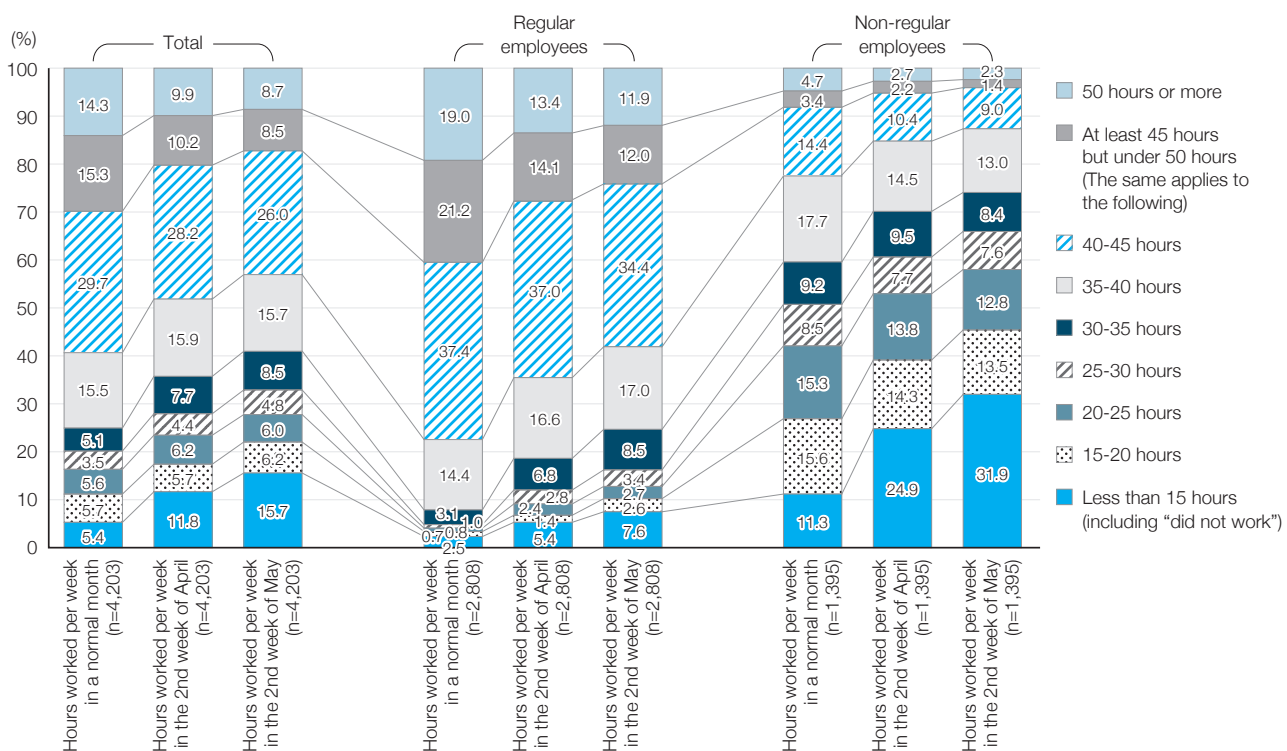 (%)
Total
Regular
employees
Non-regular
employees
100
90
80
70
60
50
40
30
20
10
0
14.3
15.3
29.7
15.5
5.1
3.5
5.6
5.7
5.4
9.9
10.2
28.2
15.9
7.7
4.4
6.2
5.7
11.8
8.7
8.5
26.0
15.7
8.5
4.8
6.0
6.2
15.7
19.0
21.2
37.4
14.4
3.1
1.0
0.7
0.8
2.5
13.4
14.1
37.0
16.6
6.8
2.8
2.4
1.4
5.4
11.9
12.0
34.4
17.0
8.5
3.4
2.7
2.6
7.6
4.7
3.4
14.4
17.7
9.2
8.5
15.3
15.6
11.3
2.7
2.2
10.4
14.5
9.5
7.7
13.8
14.3
24.9
2.3
1.4
9.0
13.0
8.4
7.6
12.8
13.5
31.9
Hours worked per week
in a normal month
(n=4,203)
Hours worked per week
in the 2nd week of April
(n=4,203)
Hours worked per week
in the 2nd week of May
(n=4,203)
Hours worked per week
in a normal month
(n=2,808)
Hours worked per week
in the 2nd week of April
(n=2,808)
Hours worked per week
in the 2nd week of May
(n=2,808)
Hours worked per week
in a normal month
(n=1,395)
Hours worked per week
in the 2nd week of April
(n=1,395)
Hours worked per week
in the 2nd week of May
(n=1,395)
50 hours or more
At least 45 hours
but under 50 hours
(The same applies to
the following)
40-45 hours
35-40 hours
30-35 hours
25-30 hours
20-25 hours
15-20 hours
Less than 15 hours
(including “did not work”)